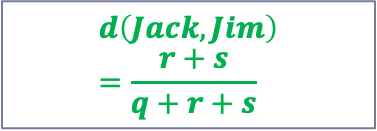 d(Jack,Jim)
r + s
=
q + r + s